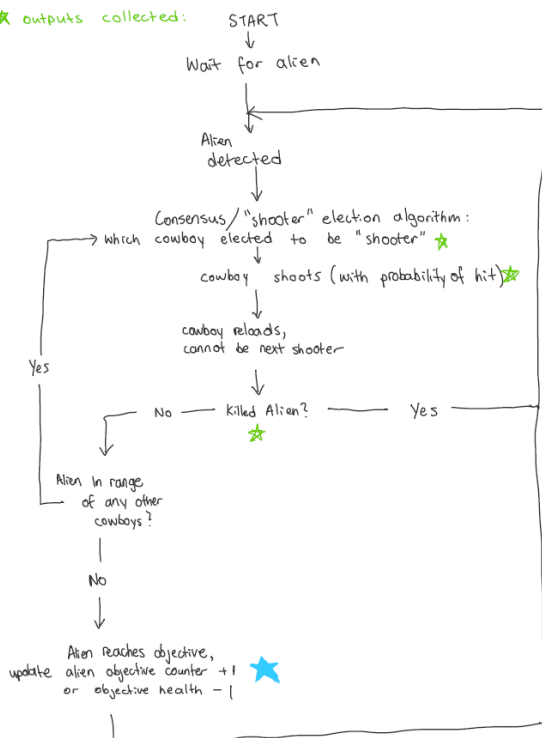 outputs collected:
START
Wait for alien
Alien
detected
Consensus/"shooter" election algorithm:
which cowboy elected to be "shooter"
cowboy shoots (with probability of hit)
cowboy reloads,
cannot be next shooter
Yes
No
Killed Alien?
Yes
Alien in range
of any other
cowboys?
No
Alien reaches objective,
update alien objective counter +1
or objective health -1